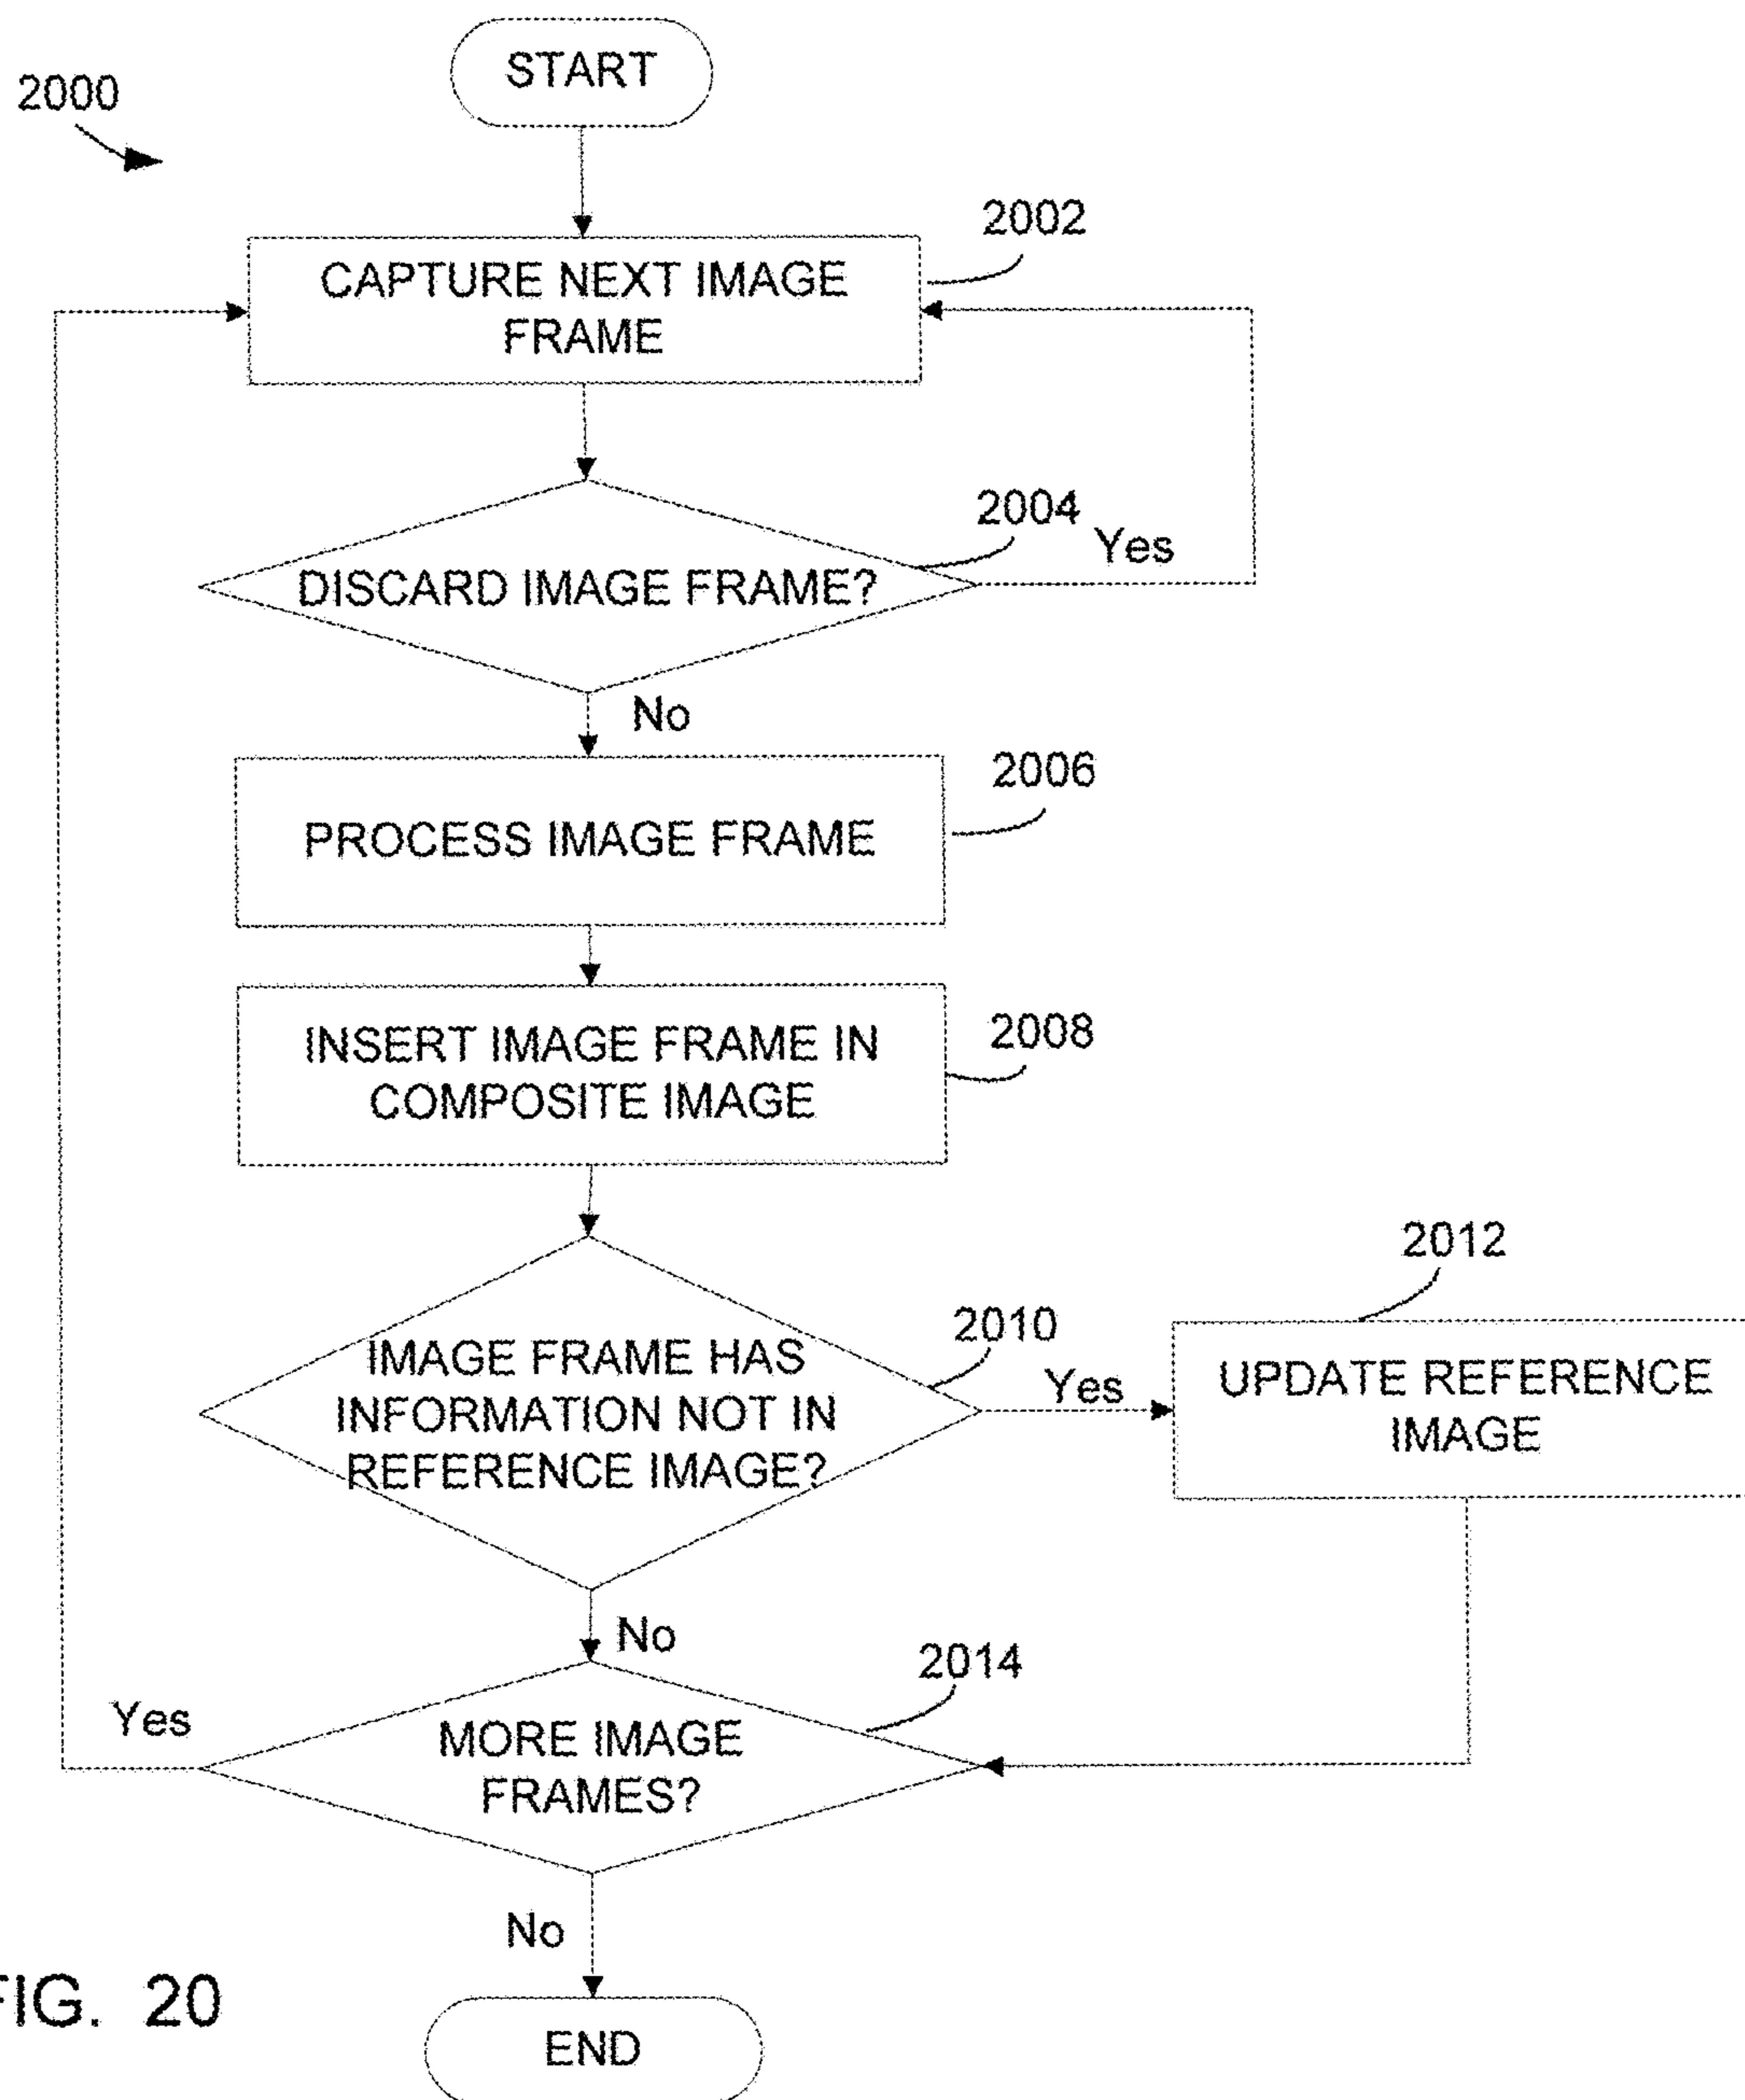 START
2000
2002
CAPTURE NEXT IMAGE
FRAME
2004
Yes
DISCARD IMAGE FRAME?
No
2006
PROCESS IMAGE FRAME
2008
INSERT IMAGE FRAME IN
COMPOSITE IMAGE
2012
2010
IMAGE FRAME HAS
INFORMATION NOT IN
REFERENCE IMAGE?
Yes
UPDATE REFERENCE
IMAGE
No
2014
Yes
MORE IMAGE
FRAMES?
No
FIG. 20
END